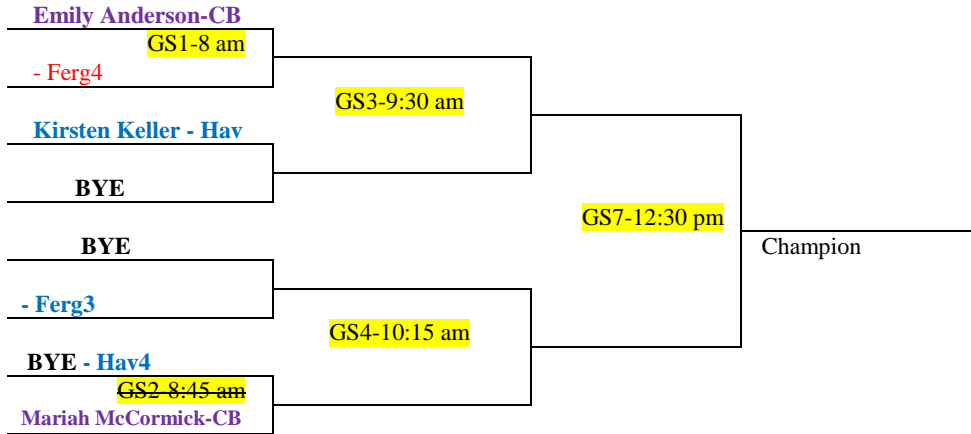 Emily Anderson-CB
GS1-8 am
- Ferg4
GS3-9:30 am
Kirsten Keller - Hav
BYE
GS7-12:30 pm
BYE
Champion
- Ferg3
GS4-10:15 am
BYE - Hav4
GS2-8:45 am
Mariah McCormick-CB